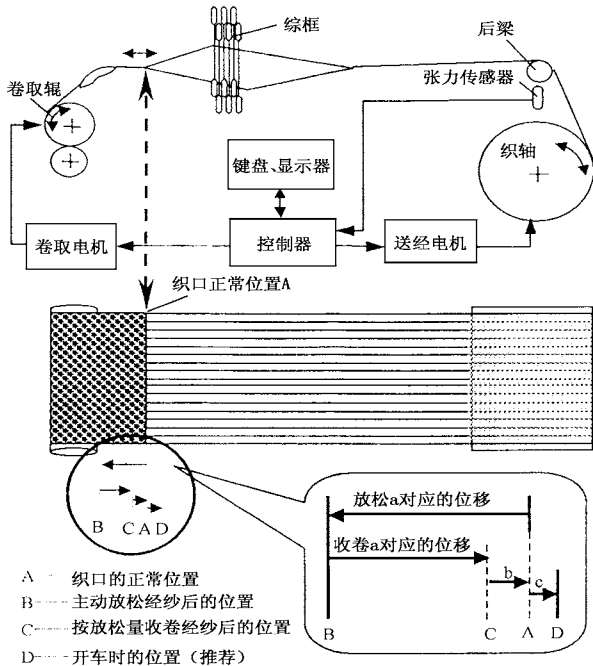 综框
后梁
张力传感器
卷取辊
织轴
键盘、显示器
卷取电机
控制器
送经电机
织口正常位置A
B CAD
放松a对应的位移
收卷a对应的位移
b
c
B C A D
A 织口的正常位置
B 主动放松经纱后的位置
C 按放松量收卷经纱后的位置
D 开车时的位置（推荐）